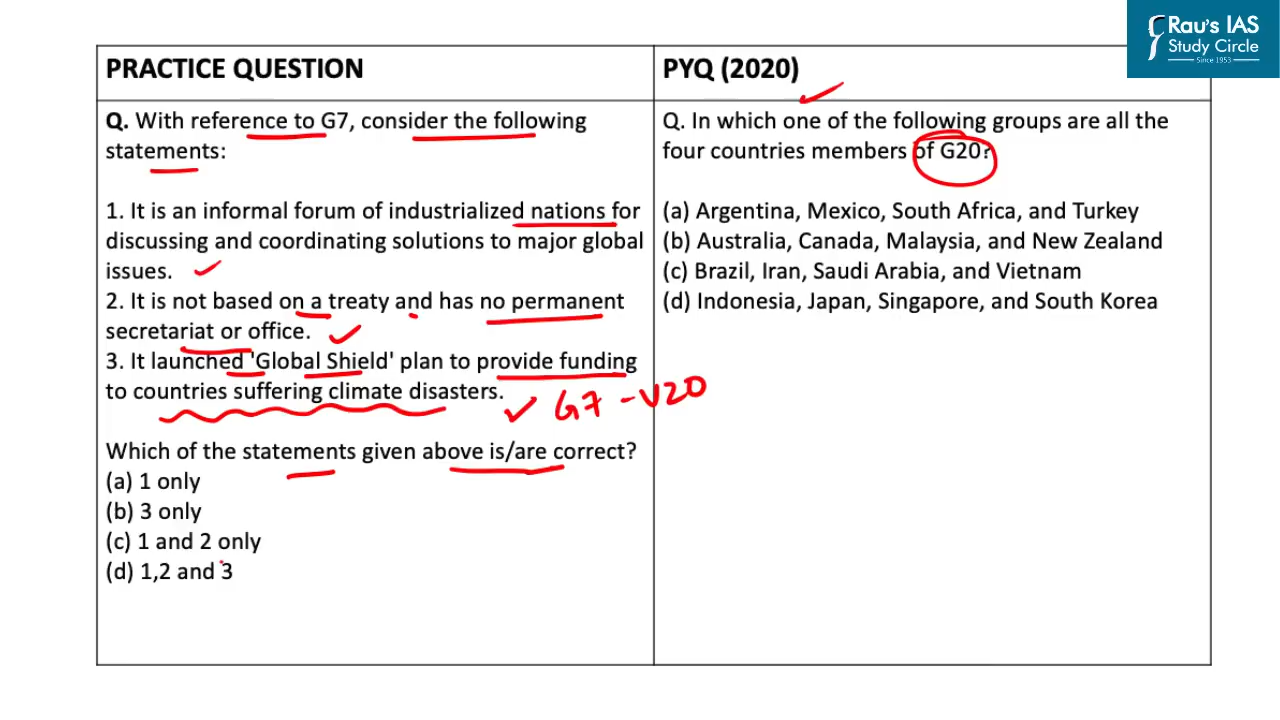 Rau's IAS
Study Circle
Since 1953
PRACTICE QUESTION
Q. With reference to G7, consider the following
statements:
1. It is an informal forum of industrialized nations for
discussing and coordinating solutions to major global
issues.
2. It is not based on a treaty and has no permanent
secretariat or office.
3. It launched 'Global Shield' plan to provide funding
to countries suffering climate disasters.
G7 - V20
Which of the statements given above is/are correct?
(a) 1 only
(b) 3 only
(c) 1 and 2 only
(d) 1,2 and 3
PYQ (2020)
Q. In which one of the following groups are all the
four countries members of G20?
(a) Argentina, Mexico, South Africa, and Turkey
(b) Australia, Canada, Malaysia, and New Zealand
(c) Brazil, Iran, Saudi Arabia, and Vietnam
(d) Indonesia, Japan, Singapore, and South Korea